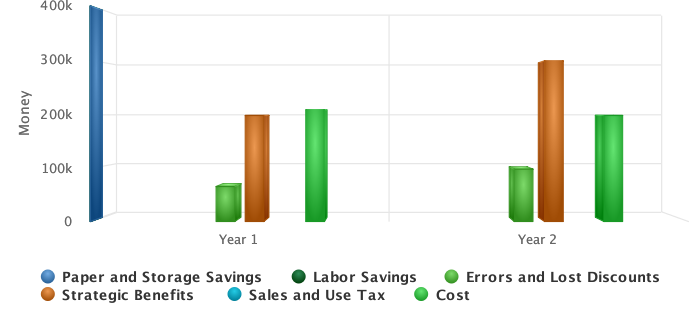 400k
300k
200k
100k
0
Money
Year 1 Year 2
Paper and Storage Savings Labor Savings Errors and Lost Discounts
Strategic Benefits Sales and Use Tax Cost